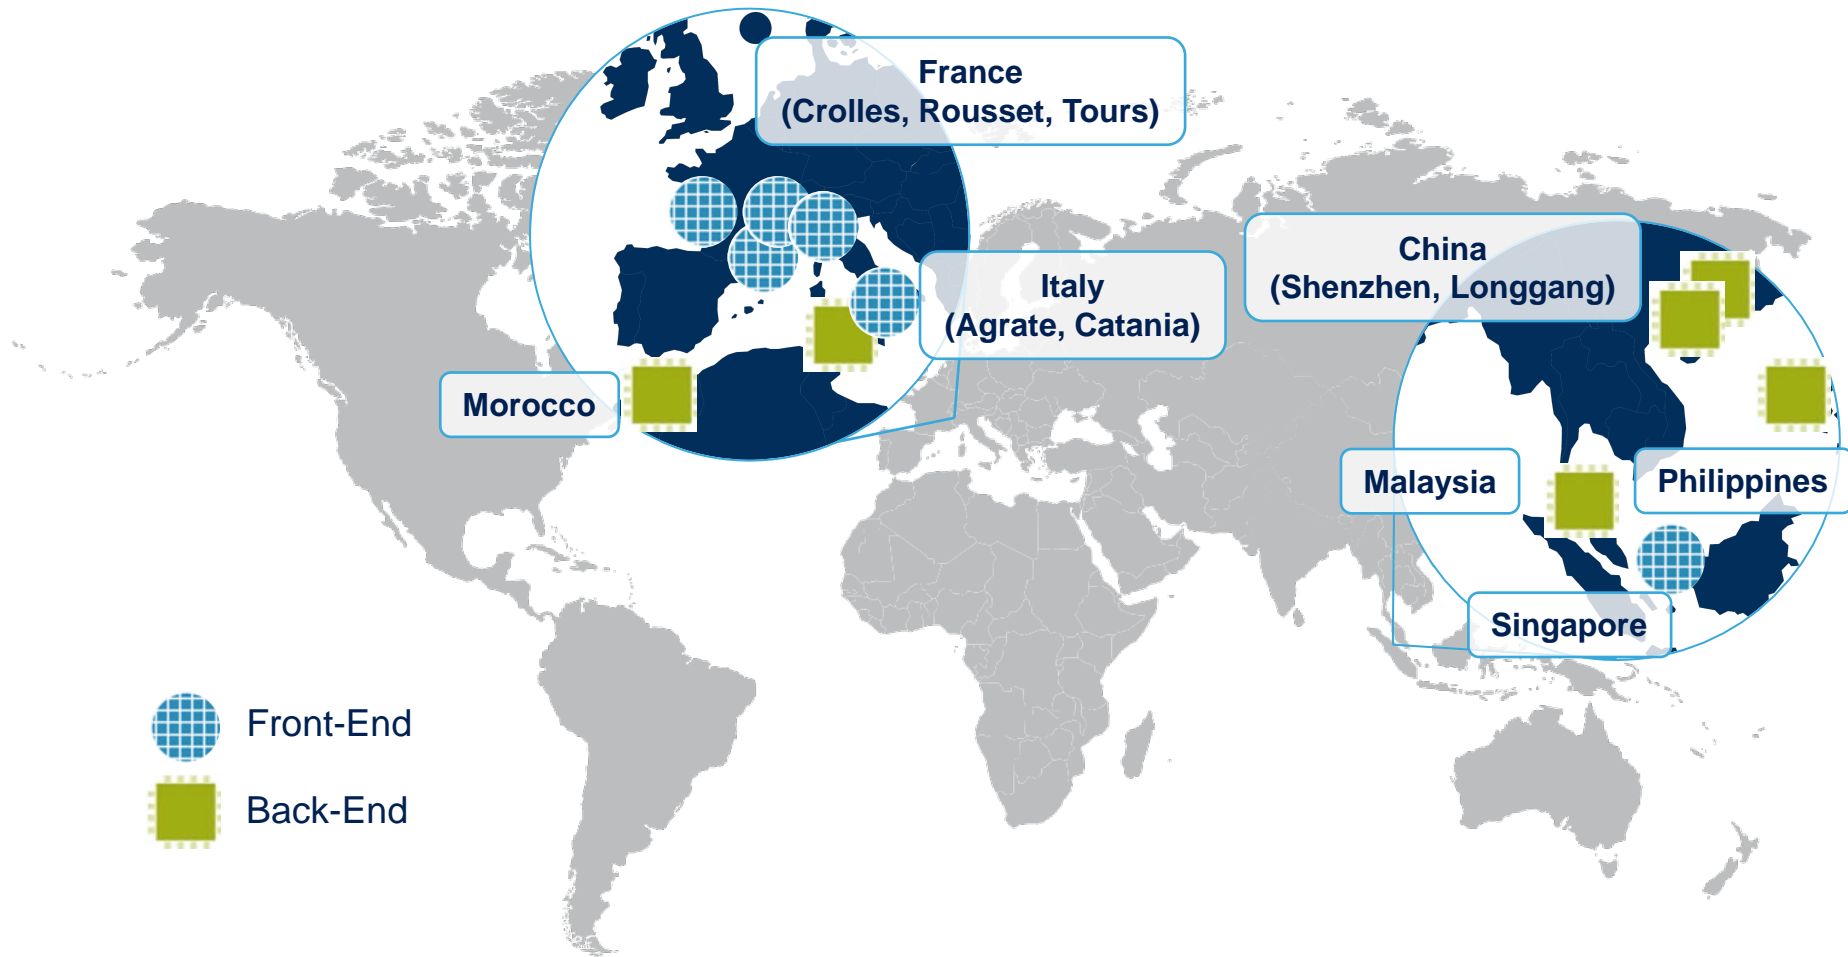 France
(Crolles, Rousset, Tours)
China
(Shenzhen, Longgang)
Italy
(Agrate, Catania)
Morocco
Malaysia
Philippines
Singapore
Front-End
Back-End